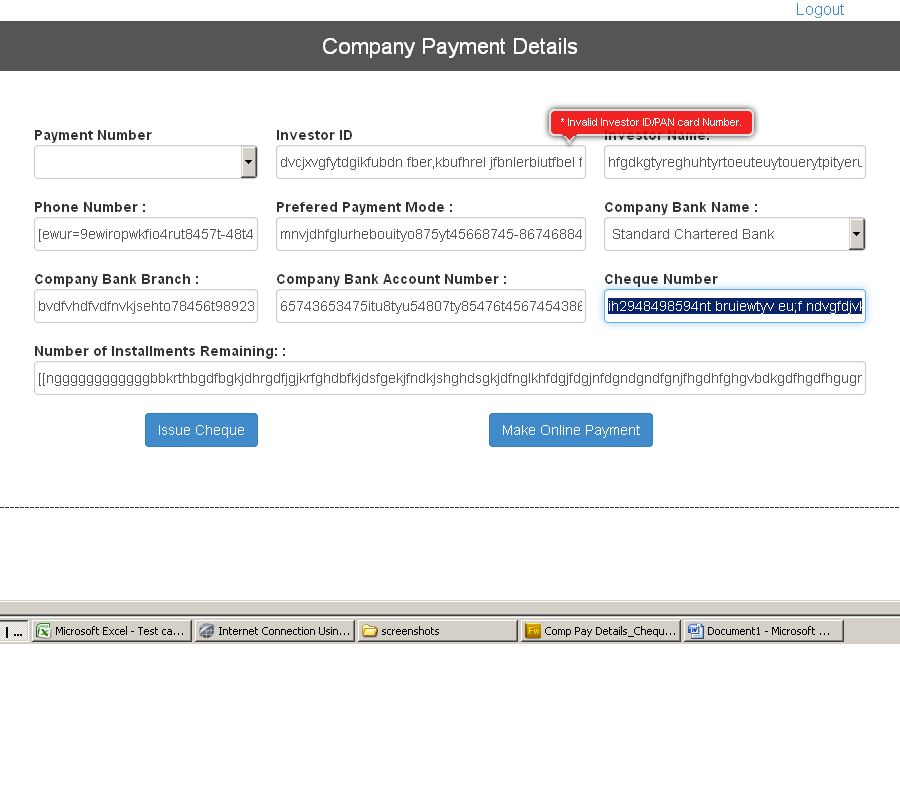 Logout
Company Payment Details
* Invalid Investor ID/PAN card Number.
Payment Number
Investor ID
Investor Name:
dvcjxvgfytdgikfubdn fber,kbufhrel jfbnlerbiutfbel f
hfgdkgtyreghuhtyrtoeuteuytouerytpityeru
Phone Number :
Prefered Payment Mode :
Company Bank Name :
[ewur=9ewiropwkfio4rut8457t-48t4
mnvjdhfglurhebouityo875yt45668745-86746884
Standard Chartered Bank
Company Bank Branch :
Company Bank Account Number :
Cheque Number
bvdfvhdfvdfnvkjsehto78456t98923
65743653475itu8tyu54807ty85476t4567454386
ih2948498594nt bruiewtyv eu;f ndvgfdjvk
Number of Installments Remaining: :
[[nggggggggggggbbkrthbgdfbgkjdhrgdfjgjkrfghdbfkjdsfgekjfndkjshghdsgkjdfnglkhfdgjfdgjnfdgndgndfgnjfhgdhfghgvbdkgdfhgdfhgugr
Issue Cheque
Make Online Payment
| ...
Microsoft Excel - Test ca...
Internet Connection Usin...
screenshots
Comp Pay Details_Chequ...
Document1 - Microsoft ...